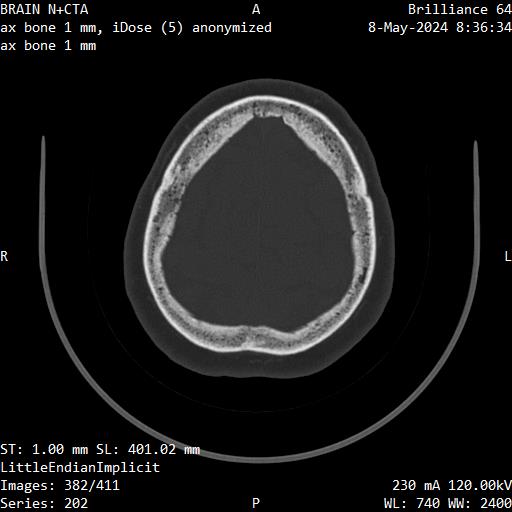 BRAIN N+CTA
A
Brilliance 64
ax bone 1 mm, iDose (5) anonymized
8-May-2024 8:36:34
ax bone 1 mm
R
L
ST: 1.00 mm SL: 401.02 mm
LittleEndianImplicit
Images: 382/411
230 mA 120.00kV
Series: 202
P
WL: 740 WW: 2400